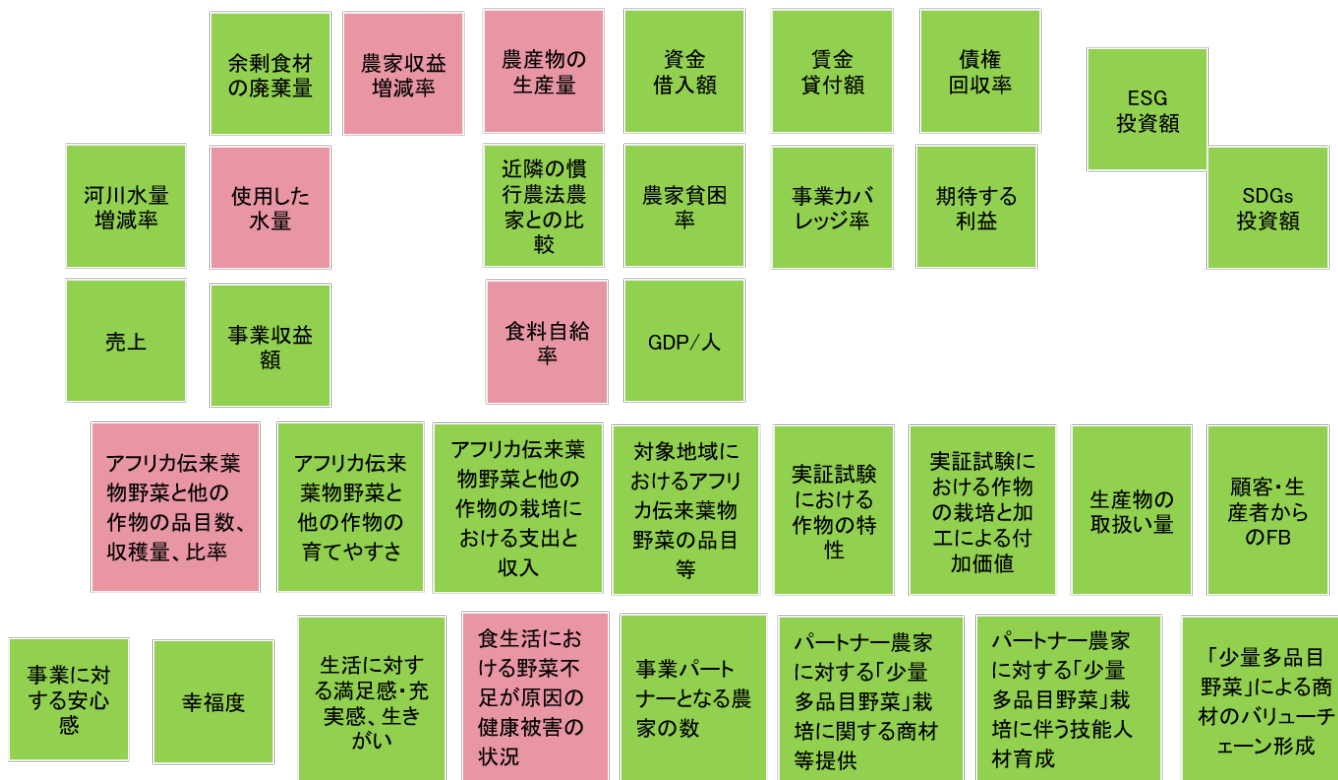 余剰食材
の廃棄量
農家収益
増減率
農産物の
生産量
資金
借入額
賃金
貸付額
債権
回収率
ESG
投資額
河川水量
増減率
使用した
水量
近隣の慣
行農法農
家との比
較
農家貧困
率
事業カバ
レッジ率
期待する
利益
SDGs
投資額
売上
事業収益
額
食料自給
率
GDP/人
アフリカ伝来葉
物野菜と他の
作物の品目数、
収穫量、比率
アフリカ伝来
葉物野菜と
他の作物の
育てやすさ
アフリカ伝来葉
物野菜と他の
作物の栽培に
おける支出と
収入
対象地域に
おけるアフリ
カ伝来葉物
野菜の品目
等
実証試験
における
作物の特
性
実証試験に
おける作物
の栽培と加
工による付
加価値
生産物の
取扱い量
顧客・生
産者から
のFB
事業に対
する安心
感
幸福度
生活に対す
る満足感・充
実感、生き
がい
食生活にお
ける野菜不
足が原因の
健康被害の
状況
事業パート
ナーとなる農
家の数
パートナー農家
に対する「少量
多品目野菜」栽
培に関する商材
等提供
パートナー農家
に対する「少量
多品目野菜」栽
培に伴う技能人
材育成
「少量多品目
野菜」による商
材のバリューチ
ェーン形成